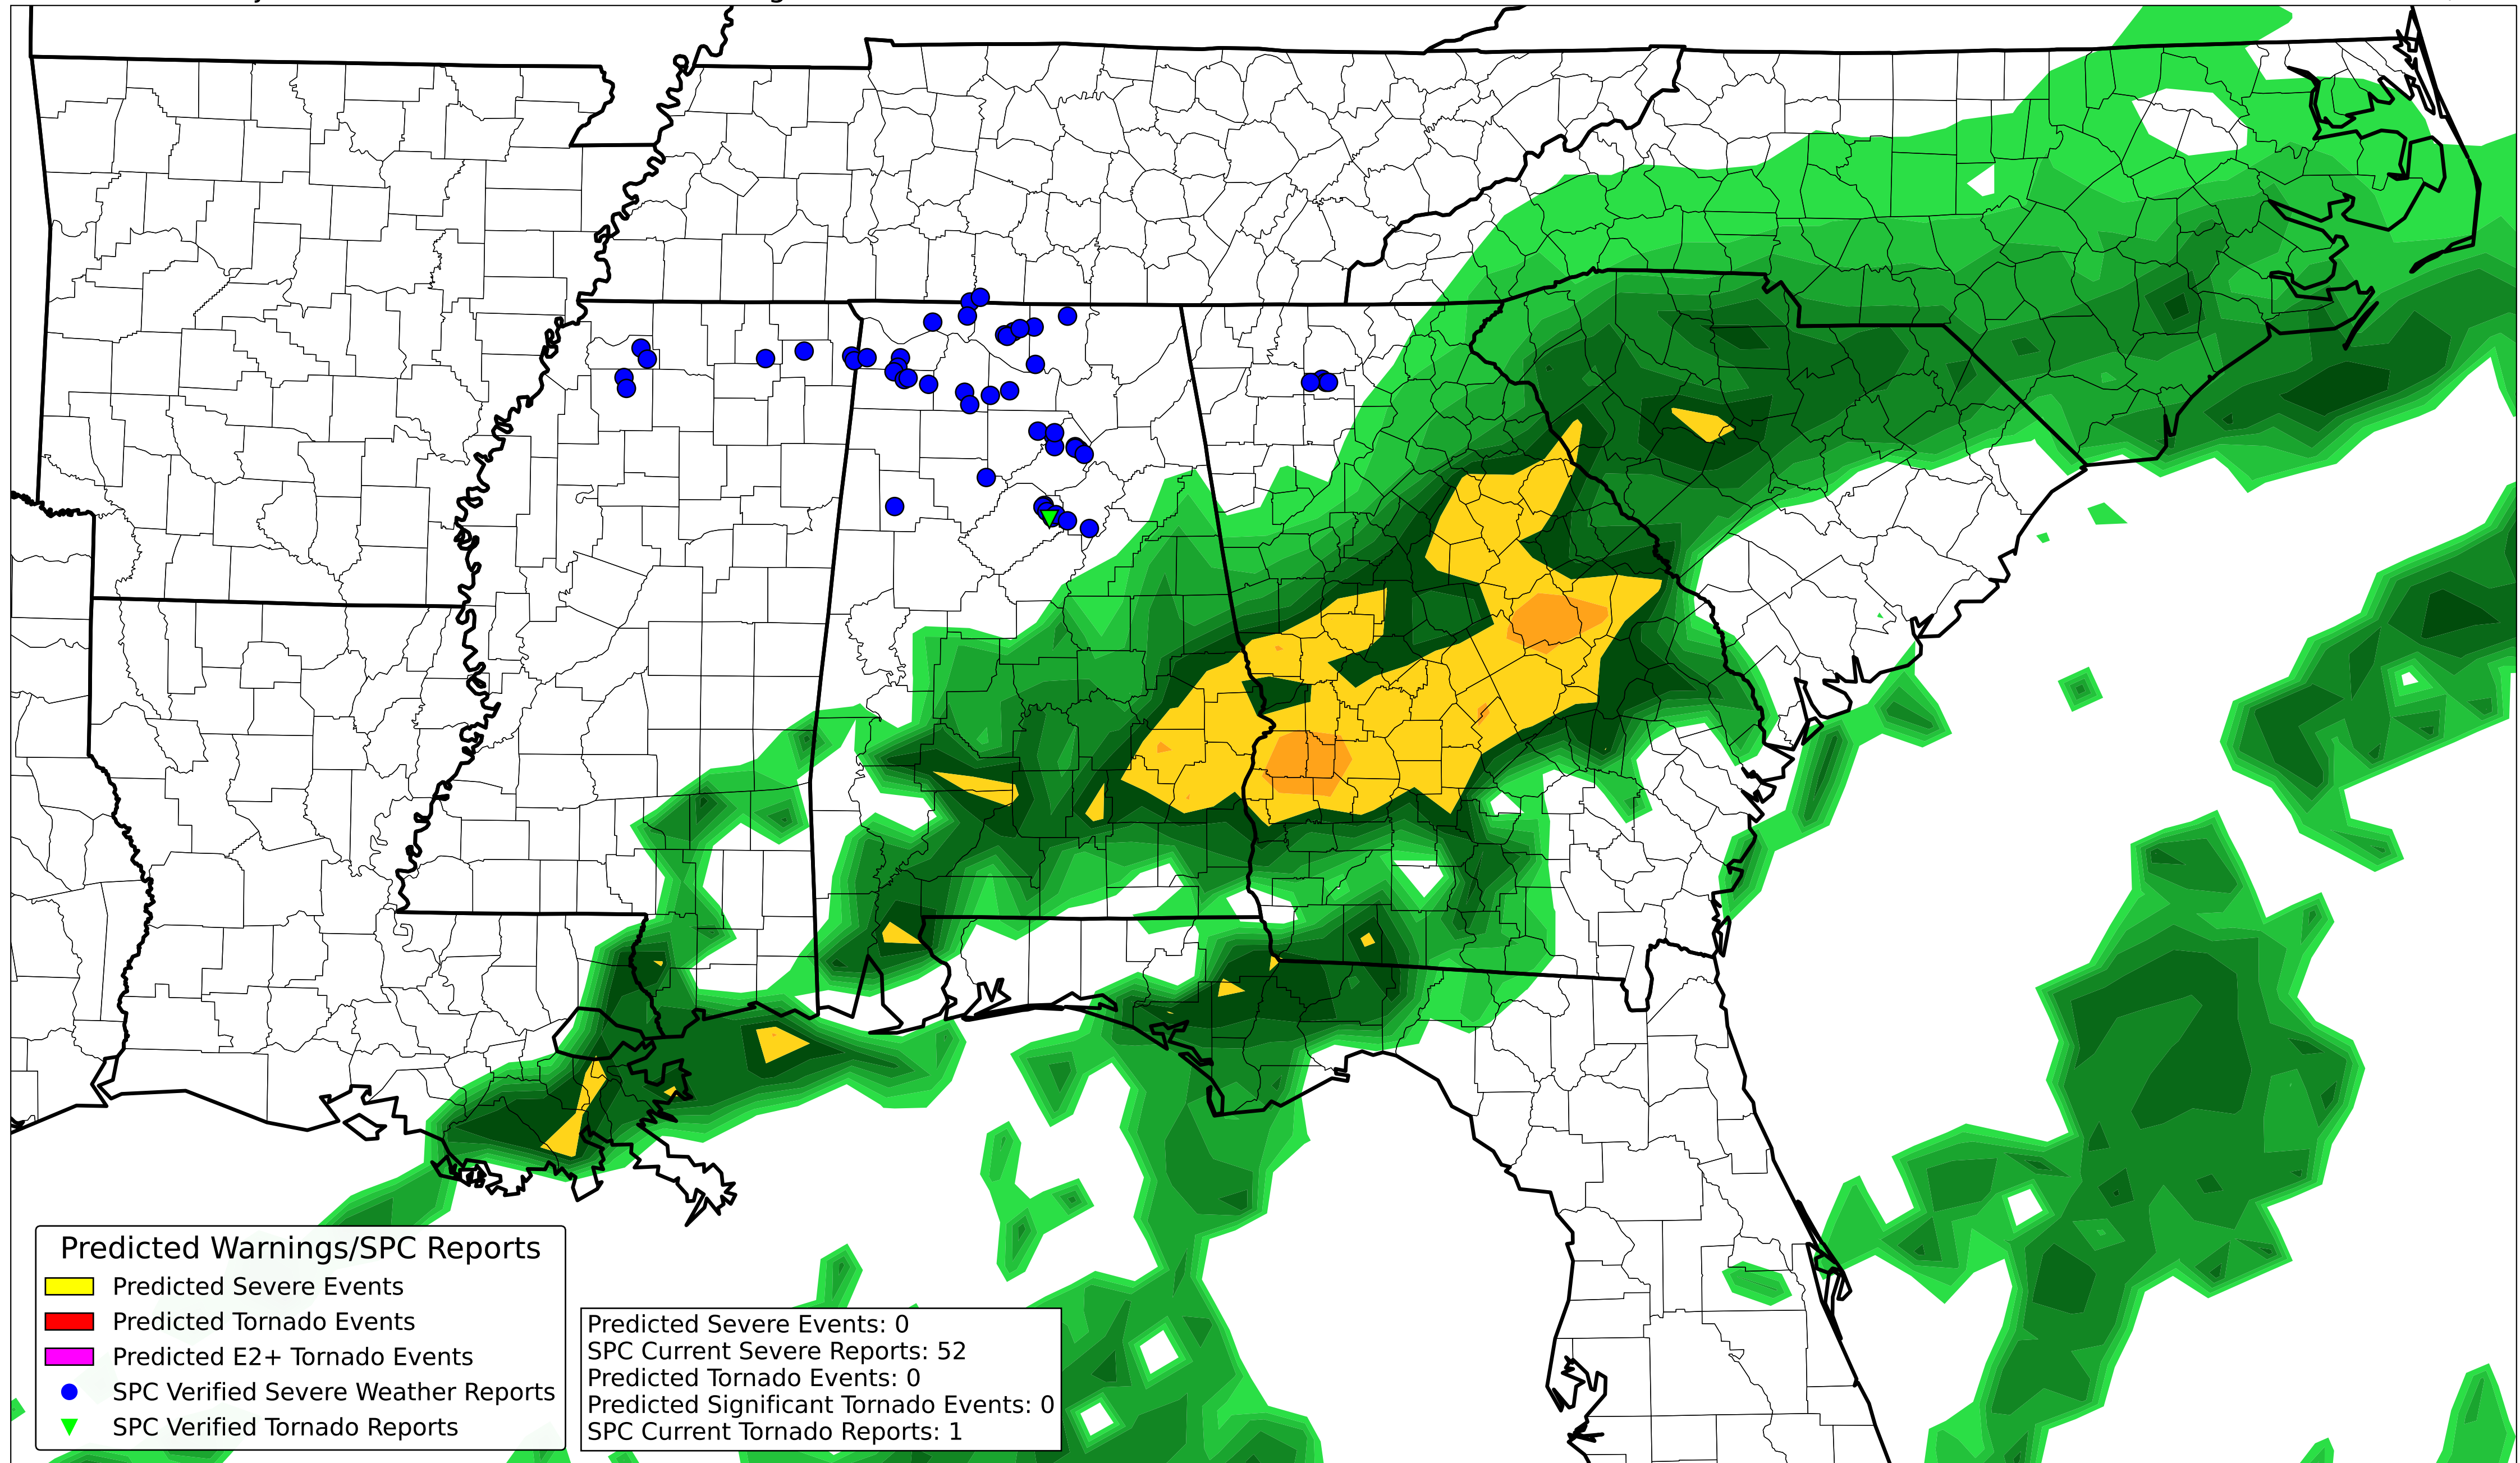 Predicted Warnings/SPC Reports
Predicted Severe Events
Predicted Tornado Events
Predicted E2+ Tornado Events
SPC Verified Severe Weather Reports
SPC Verified Tornado Reports
Predicted Severe Events: 0
SPC Current Severe Reports: 52
Predicted Tornado Events: 0
Predicted Significant Tornado Events: 0
SPC Current Tornado Reports: 1